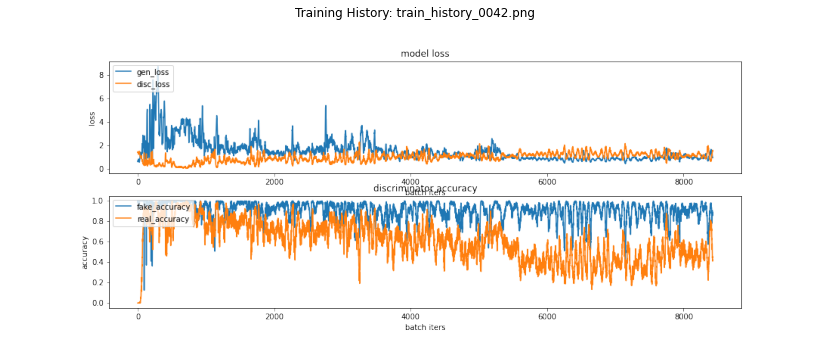 Training History: train_history_0042.png
model loss
gen_loss
disc_loss
loss
8
6
4
2
0
0 2000 4000 6000 8000
batch iters
discriminator accuracy
fake_accuracy
real_accuracy
accuracy
1.0
0.8
0.6
0.4
0.2
0.0
0 2000 4000 6000 8000
batch iters